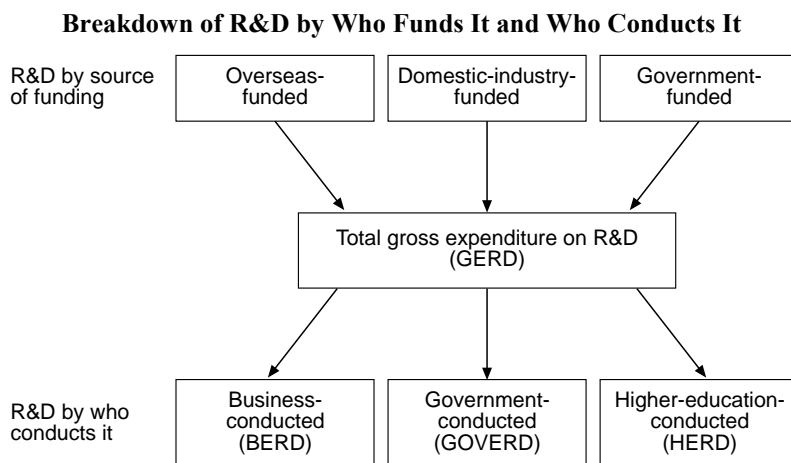 Breakdown of R&D by Who Funds It and Who Conducts It
R&D by source
of funding
Overseas-
funded
Domestic-industry-
funded
Government-
funded
Total gross expenditure on R&D
(GERD)
R&D by who
conducts it
Business-
conducted
(BERD)
Government-
conducted
(GOVERD)
Higher-education-
conducted
(HERD)